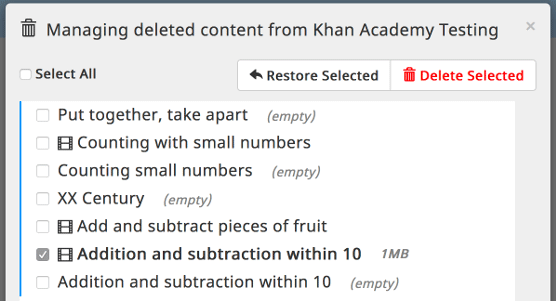 Managing deleted content from Khan Academy Testing ×
Select All Restore Selected Delete Selected
Put together, take apart (empty)
Counting with small numbers
Counting small numbers (empty)
XX Century (empty)
Add and subtract pieces of fruit
Addition and subtraction within 10 1MB
Addition and subtraction within 10 (empty)